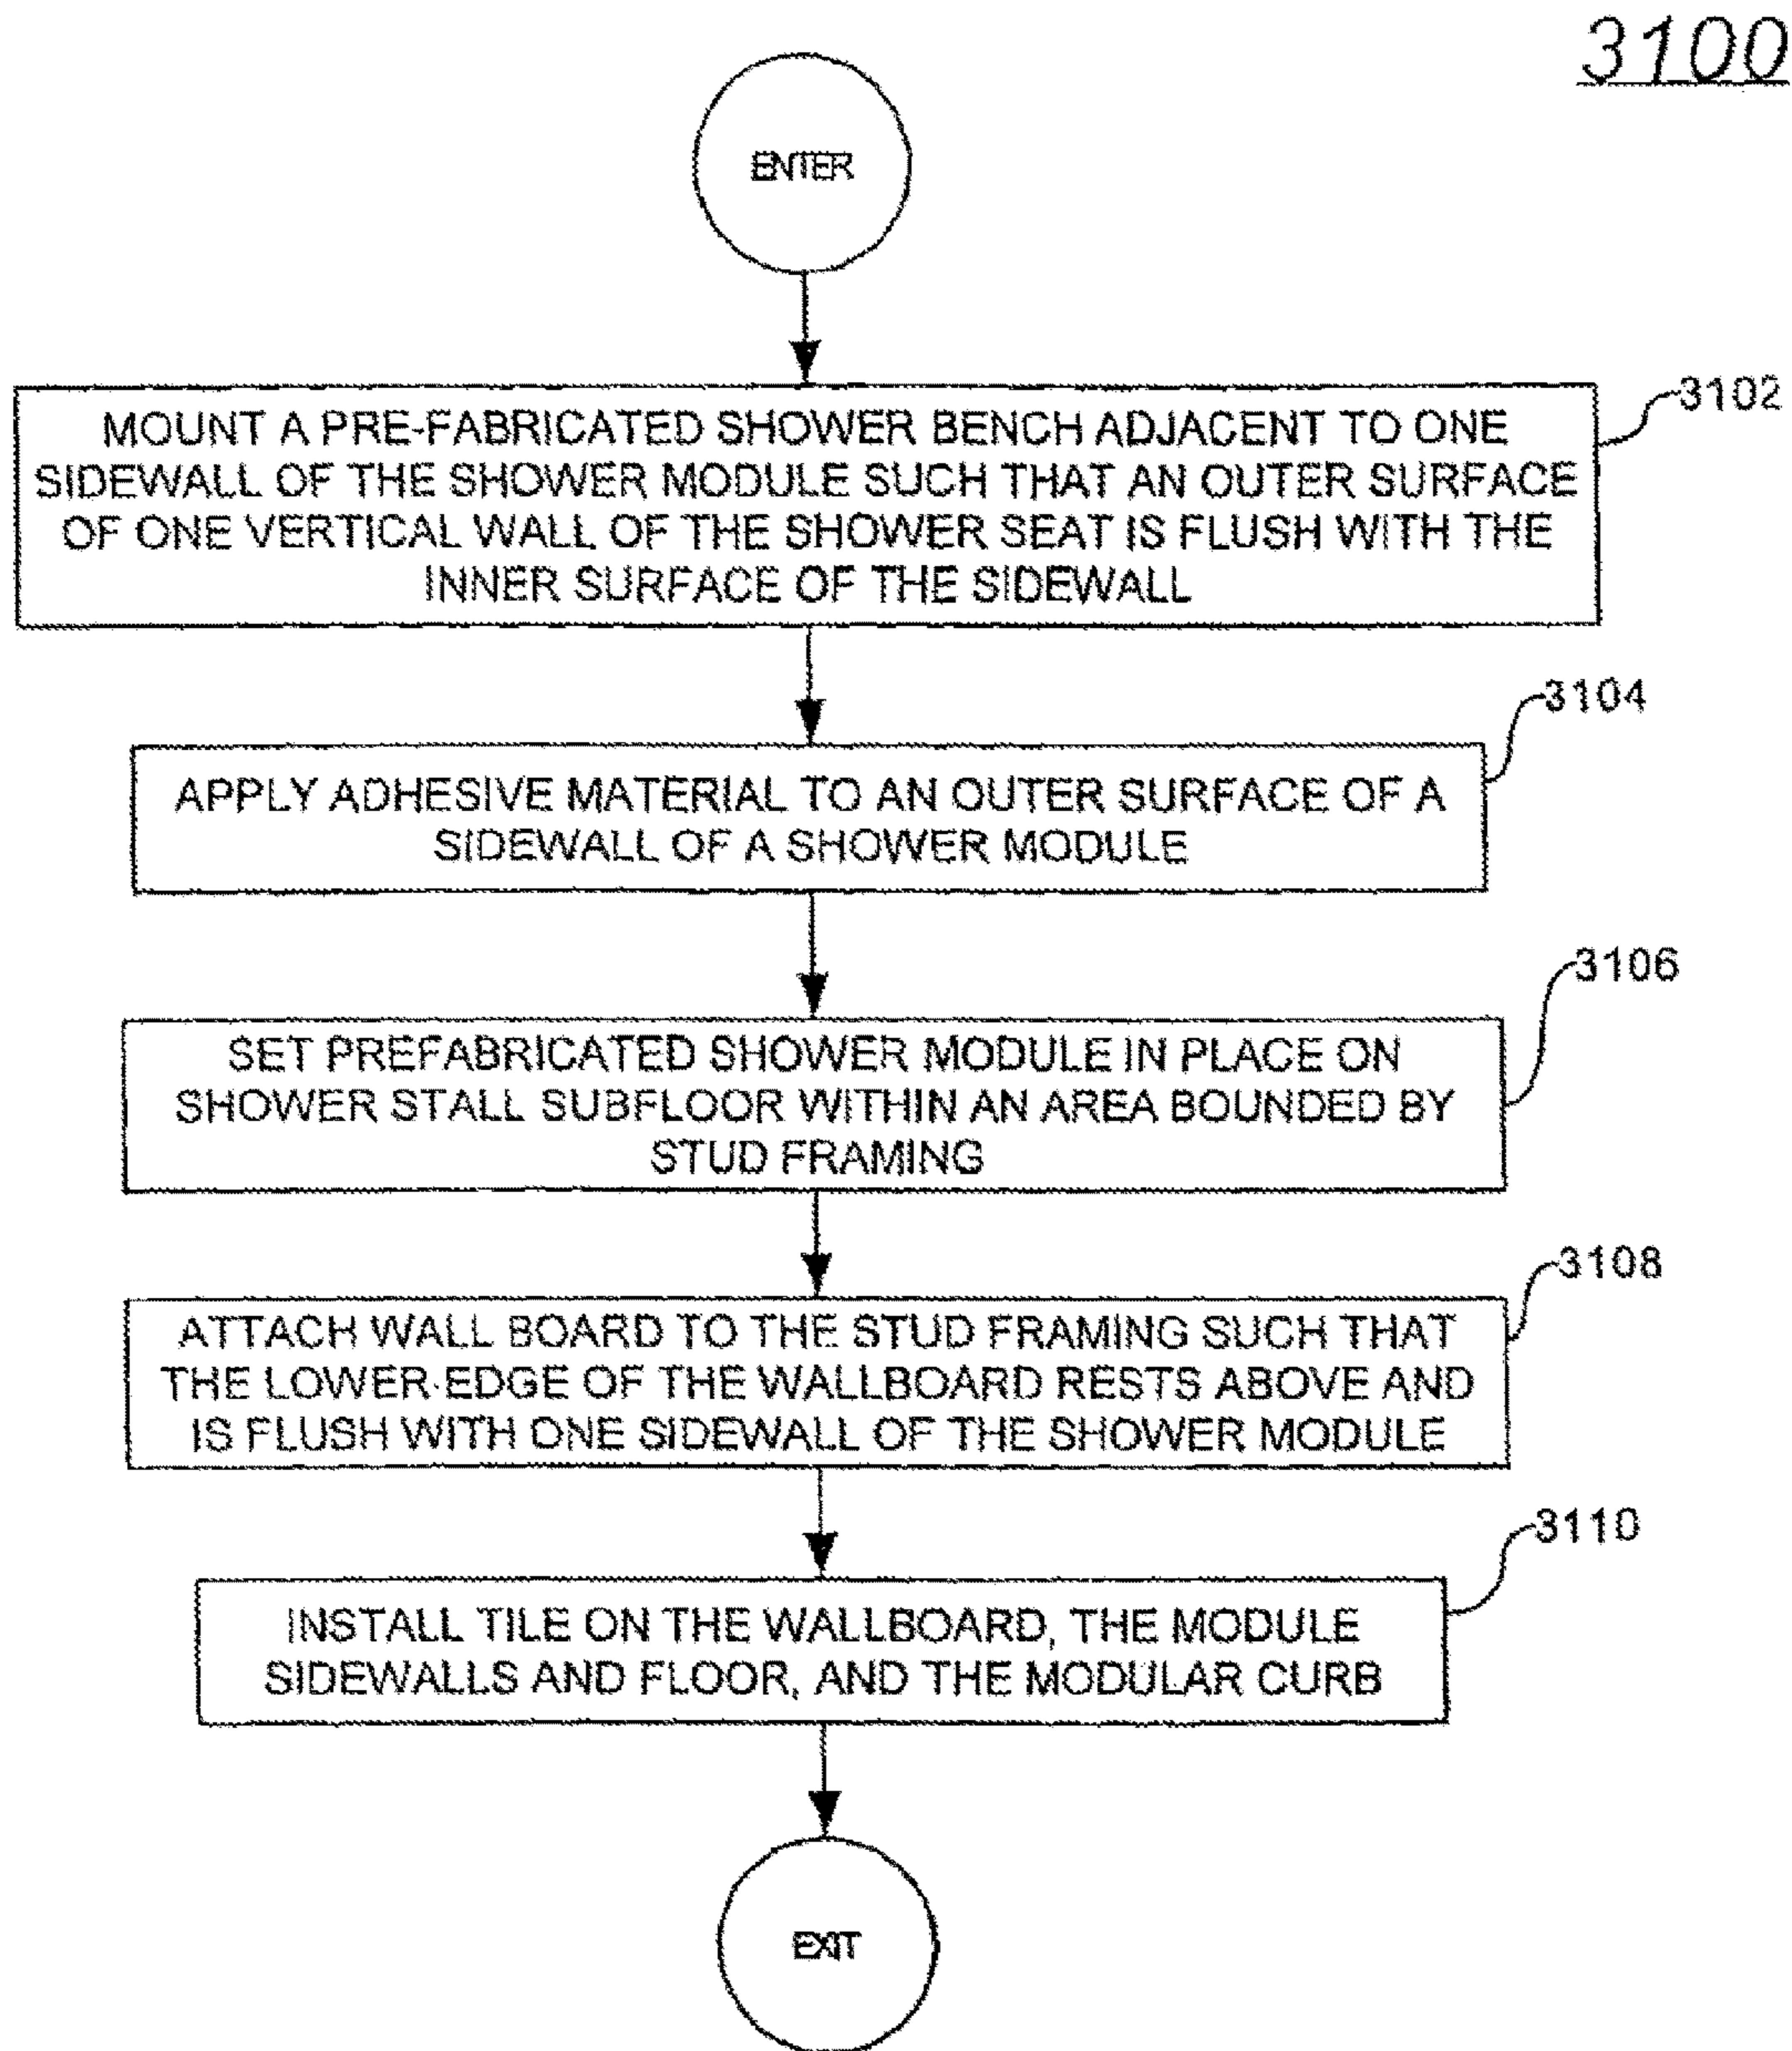 3100
ENTER
3102
MOUNT A PRE-FABRICATED SHOWER BENCH ADJACENT TO ONE
SIDEWALL OF THE SHOWER MODULE SUCH THAT AN OUTER SURFACE
OF ONE VERTICAL WALL OF THE SHOWER SEAT IS FLUSH WITH THE
INNER SURFACE OF THE SIDEWALL
3104
APPLY ADHESIVE MATERIAL TO AN OUTER SURFACE OF A
SIDEWALL OF A SHOWER MODULE
3106
SET PREFABRICATED SHOWER MODULE IN PLACE ON
SHOWER STALL SUBFLOOR WITHIN AN AREA BOUNDED BY
STUD FRAMING
3108
ATTACH WALL BOARD TO THE STUD FRAMING SUCH THAT
THE LOWER EDGE OF THE WALLBOARD RESTS ABOVE AND
IS FLUSH WITH ONE SIDEWALL OF THE SHOWER MODULE
3110
INSTALL TILE ON THE WALLBOARD, THE MODULE
SIDEWALLS AND FLOOR, AND THE MODULAR CURB
EXIT